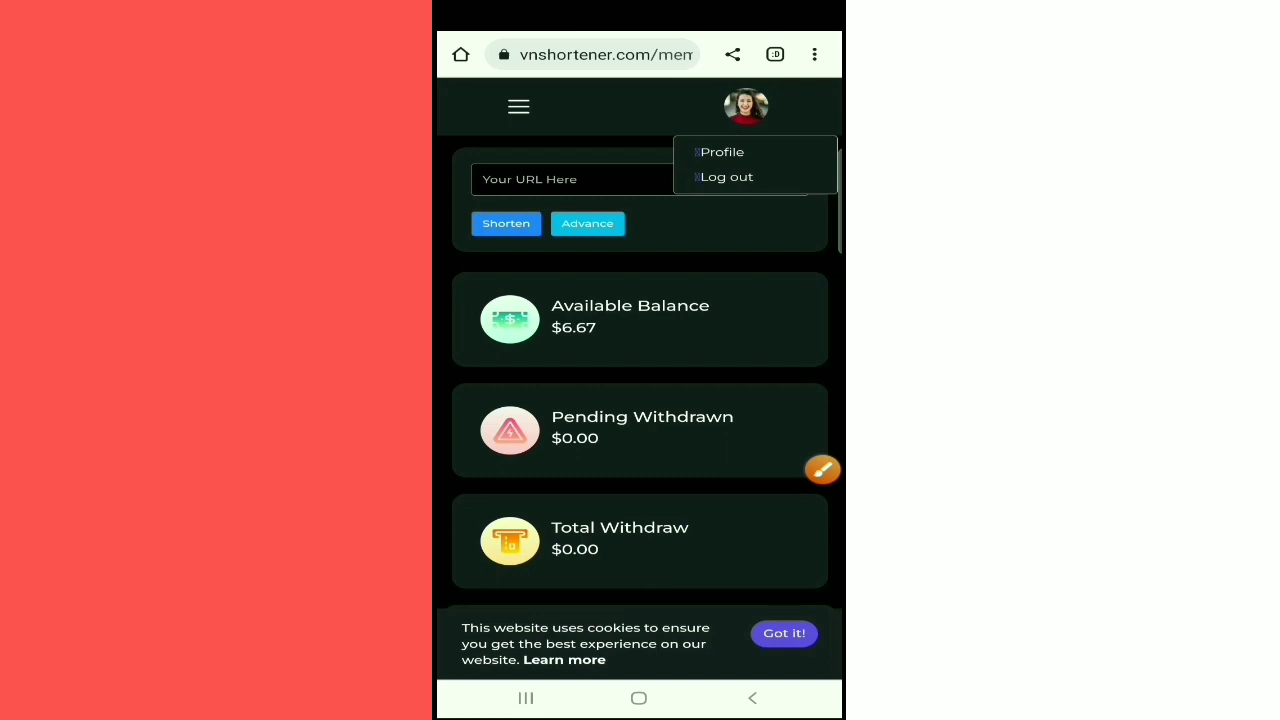 :D
vnshortener.com/mem
Profile
Log out
Your URL Here
Shorten
Advance
Available Balance
$6.67
Pending Withdrawn
$0.00
Total Withdraw
$0.00
This website uses cookies to ensure
you get the best experience on our
website. Learn more
Got it!